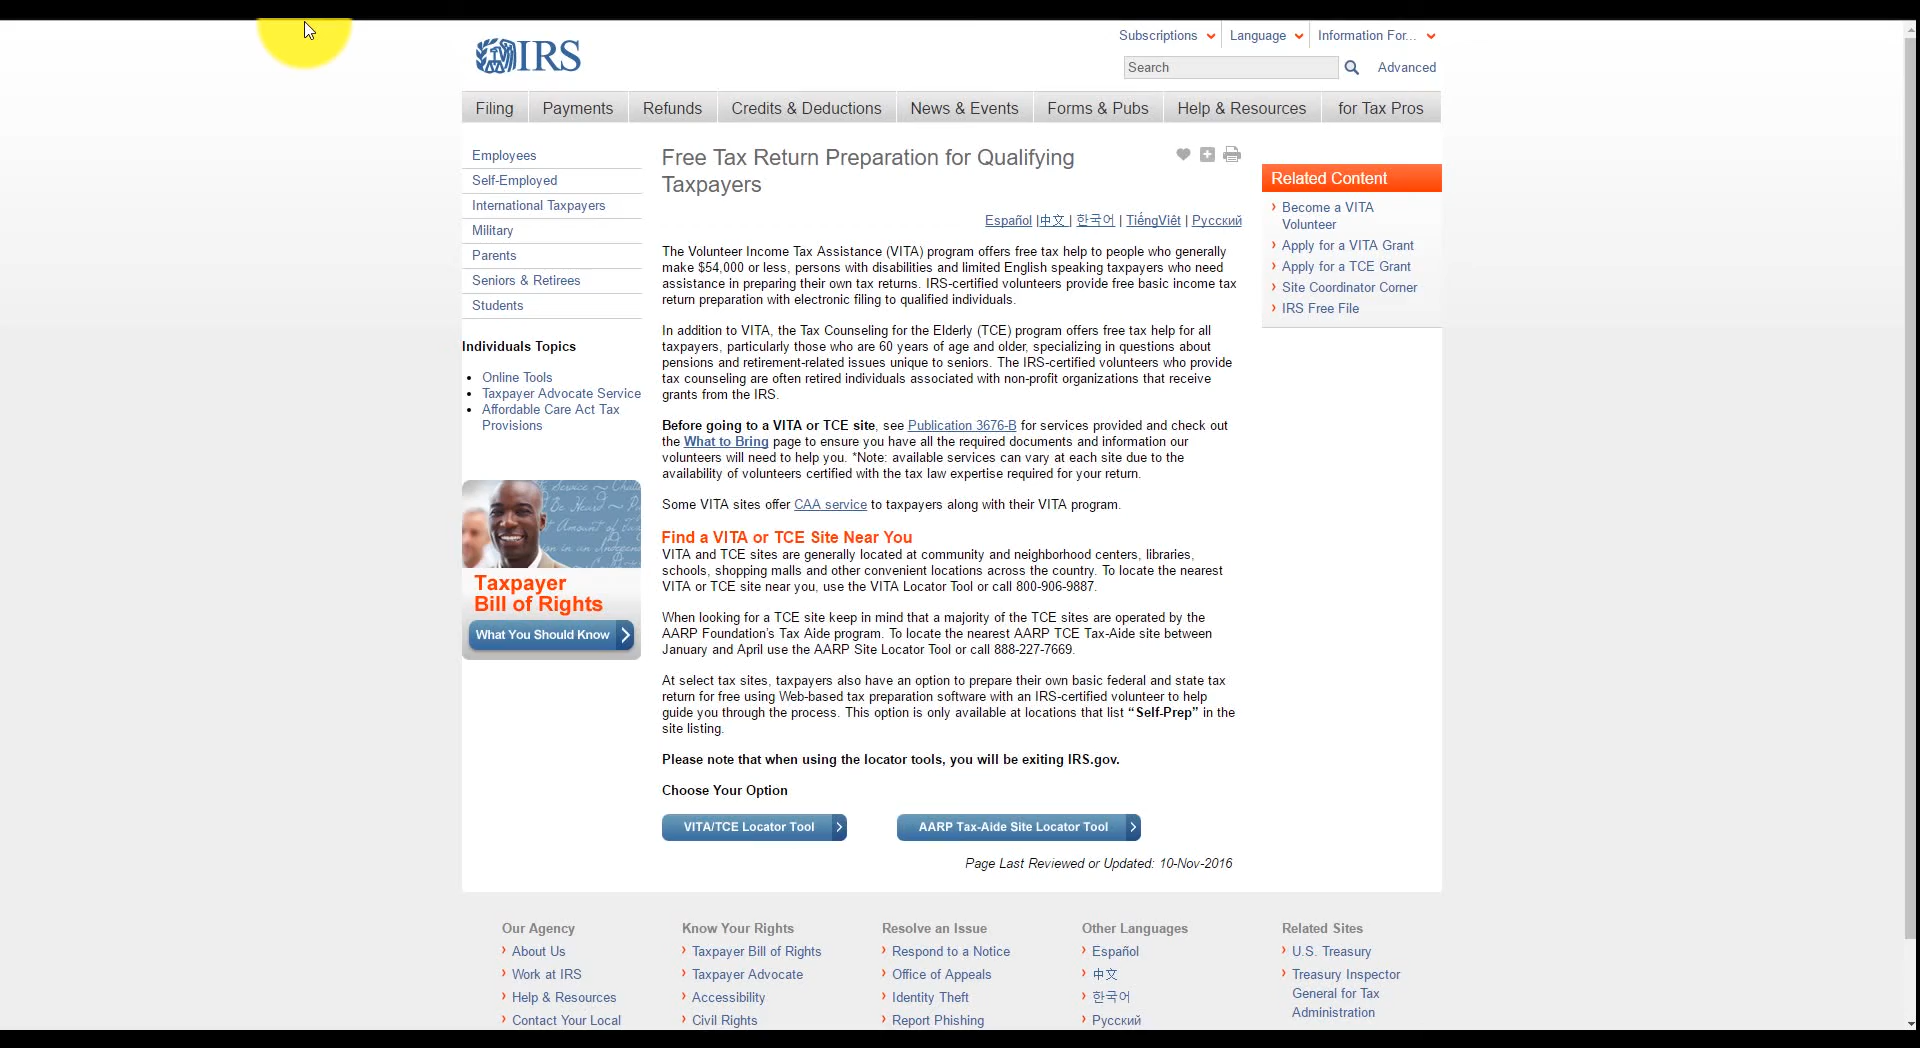 IRS
Subscriptions
Language
Information For...
Search
Advanced
Filing
Payments
Refunds
Credits & Deductions
News & Events
Forms & Pubs
Help & Resources
for Tax Pros
Employees
Self-Employed
International Taxpayers
Military
Parents
Seniors & Retirees
Students
Individuals Topics
Online Tools
Taxpayer Advocate Service
Affordable Care Act Tax
Provisions
Taxpayer
Bill of Rights
What You Should Know
Free Tax Return Preparation for Qualifying
Taxpayers
Español |中文 | 한국어 | TiếngViệt | Русский
The Volunteer Income Tax Assistance (VITA) program offers free tax help to people who generally
make $54,000 or less, persons with disabilities and limited English speaking taxpayers who need
assistance in preparing their own tax returns. IRS-certified volunteers provide free basic income tax
return preparation with electronic filing to qualified individuals.
In addition to VITA, the Tax Counseling for the Elderly (TCE) program offers free tax help for all
taxpayers, particularly those who are 60 years of age and older, specializing in questions about
pensions and retirement-related issues unique to seniors. The IRS-certified volunteers who provide
tax counseling are often retired individuals associated with non-profit organizations that receive
grants from the IRS.
Before going to a VITA or TCE site, see Publication 3676-B for services provided and check out
the What to Bring page to ensure you have all the required documents and information our
volunteers will need to help you. *Note: available services can vary at each site due to the
availability of volunteers certified with the tax law expertise required for your return.
Some VITA sites offer CAA service to taxpayers along with their VITA program.
Find a VITA or TCE Site Near You
VITA and TCE sites are generally located at community and neighborhood centers, libraries,
schools, shopping malls and other convenient locations across the country. To locate the nearest
VITA or TCE site near you, use the VITA Locator Tool or call 800-906-9887.
When looking for a TCE site keep in mind that a majority of the TCE sites are operated by the
AARP Foundation's Tax Aide program. To locate the nearest AARP TCE Tax-Aide site between
January and April use the AARP Site Locator Tool or call 888-227-7669.
At select tax sites, taxpayers also have an option to prepare their own basic federal and state tax
return for free using Web-based tax preparation software with an IRS-certified volunteer to help
guide you through the process. This option is only available at locations that list “Self-Prep” in the
site listing.
Please note that when using the locator tools, you will be exiting IRS.gov.
Choose Your Option
VITA/TCE Locator Tool
AARP Tax-Aide Site Locator Tool
Page Last Reviewed or Updated: 10-Nov-2016
Related Content
Become a VITA
Volunteer
Apply for a VITA Grant
Apply for a TCE Grant
Site Coordinator Corner
IRS Free File
Our Agency
About Us
Work at IRS
Help & Resources
Contact Your Local
Know Your Rights
Taxpayer Bill of Rights
Taxpayer Advocate
Accessibility
Civil Rights
Resolve an Issue
Respond to a Notice
Office of Appeals
Identity Theft
Report Phishing
Other Languages
Español
中文
한국어
Русский
Related Sites
U.S. Treasury
Treasury Inspector
General for Tax
Administration